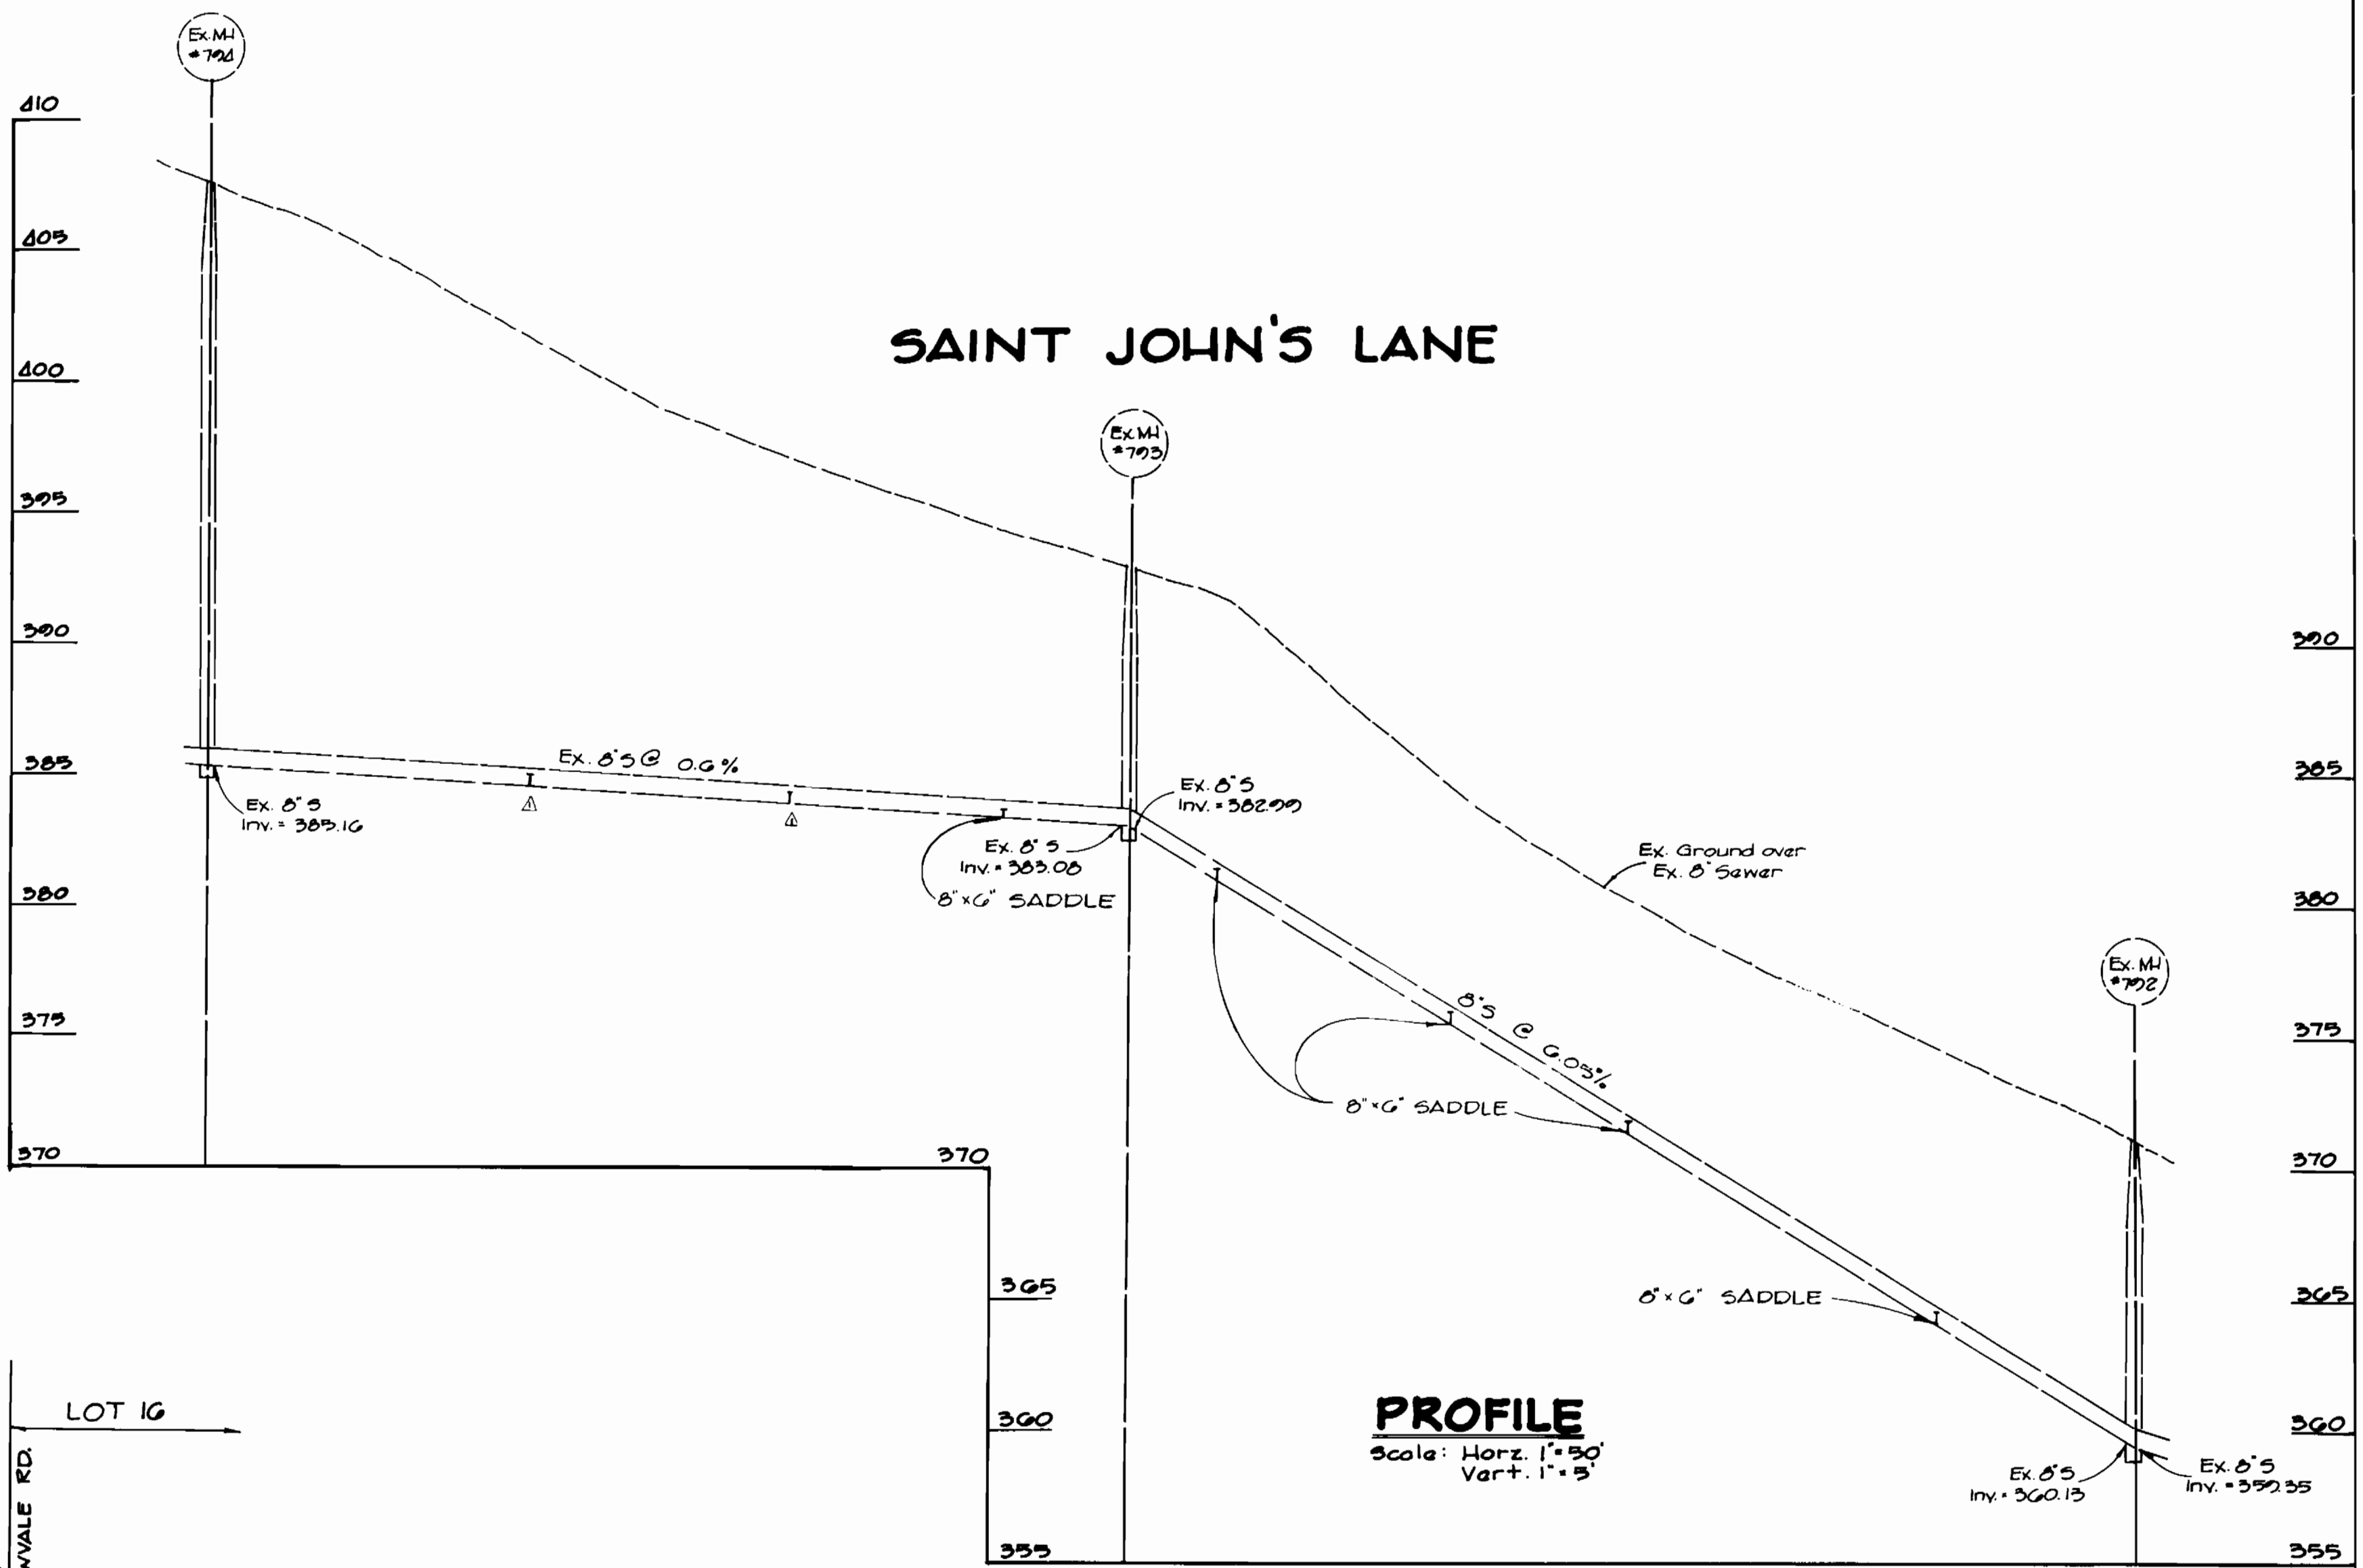 Ex. MH
#794
410
405
400
395
390
385
380
375
370
SAINT JOHN'S LANE
Ex. MH
#793
Ex. 8"S @ 0.6%
Ex. 8" S
Inv. = 385.16
1
1
Ex. 8" S
Inv. = 382.99
Ex. 8" S
Inv. = 383.08
8"x6" SADDLE
Ex. Ground over
Ex. 8" Sewer
Ex. MH
#792
8"S @ 6.05%
8"x6" SADDLE
8"x6" SADDLE
370
365
360
355
390
385
380
375
370
365
360
355
LOT 16
NVALE RD.
PROFILE
Scale: Horz. 1"=50'
Vert. 1"=5'
Ex. 8"S
Inv. = 360.13
Ex. 8"S
Inv. = 359.35